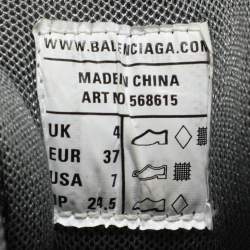 WWW.BALENCIAGA.COM
MADE IN CHINA
ART NO 568615
UK 4
EUR 37
USA 7
JP 24.5